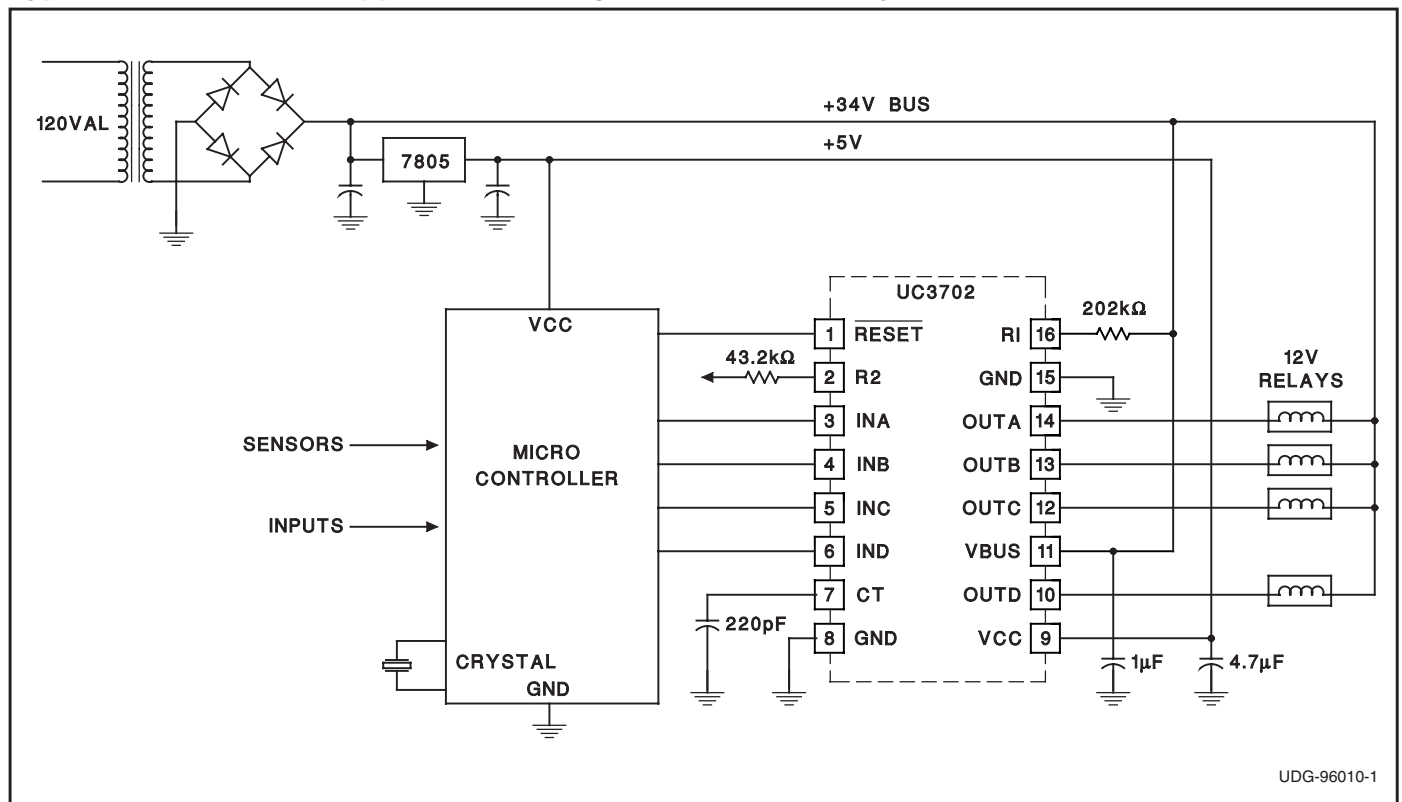 +34V BUS
120VAL
+5V
7805
UC3702
VCC
202kΩ
1 RESET
RI 16
12V
RELAYS
43.2kΩ
2 R2
GND 15
3 INA
OUTA 14
SENSORS
MICRO
CONTROLLER
4 INB
OUTB 13
5 INC
OUTC 12
INPUTS
6 IND
VBUS 11
7 CT
OUTD 10
220pF
8 GND
VCC 9
CRYSTAL
1µF
4.7µF
GND
UDG-96010-1